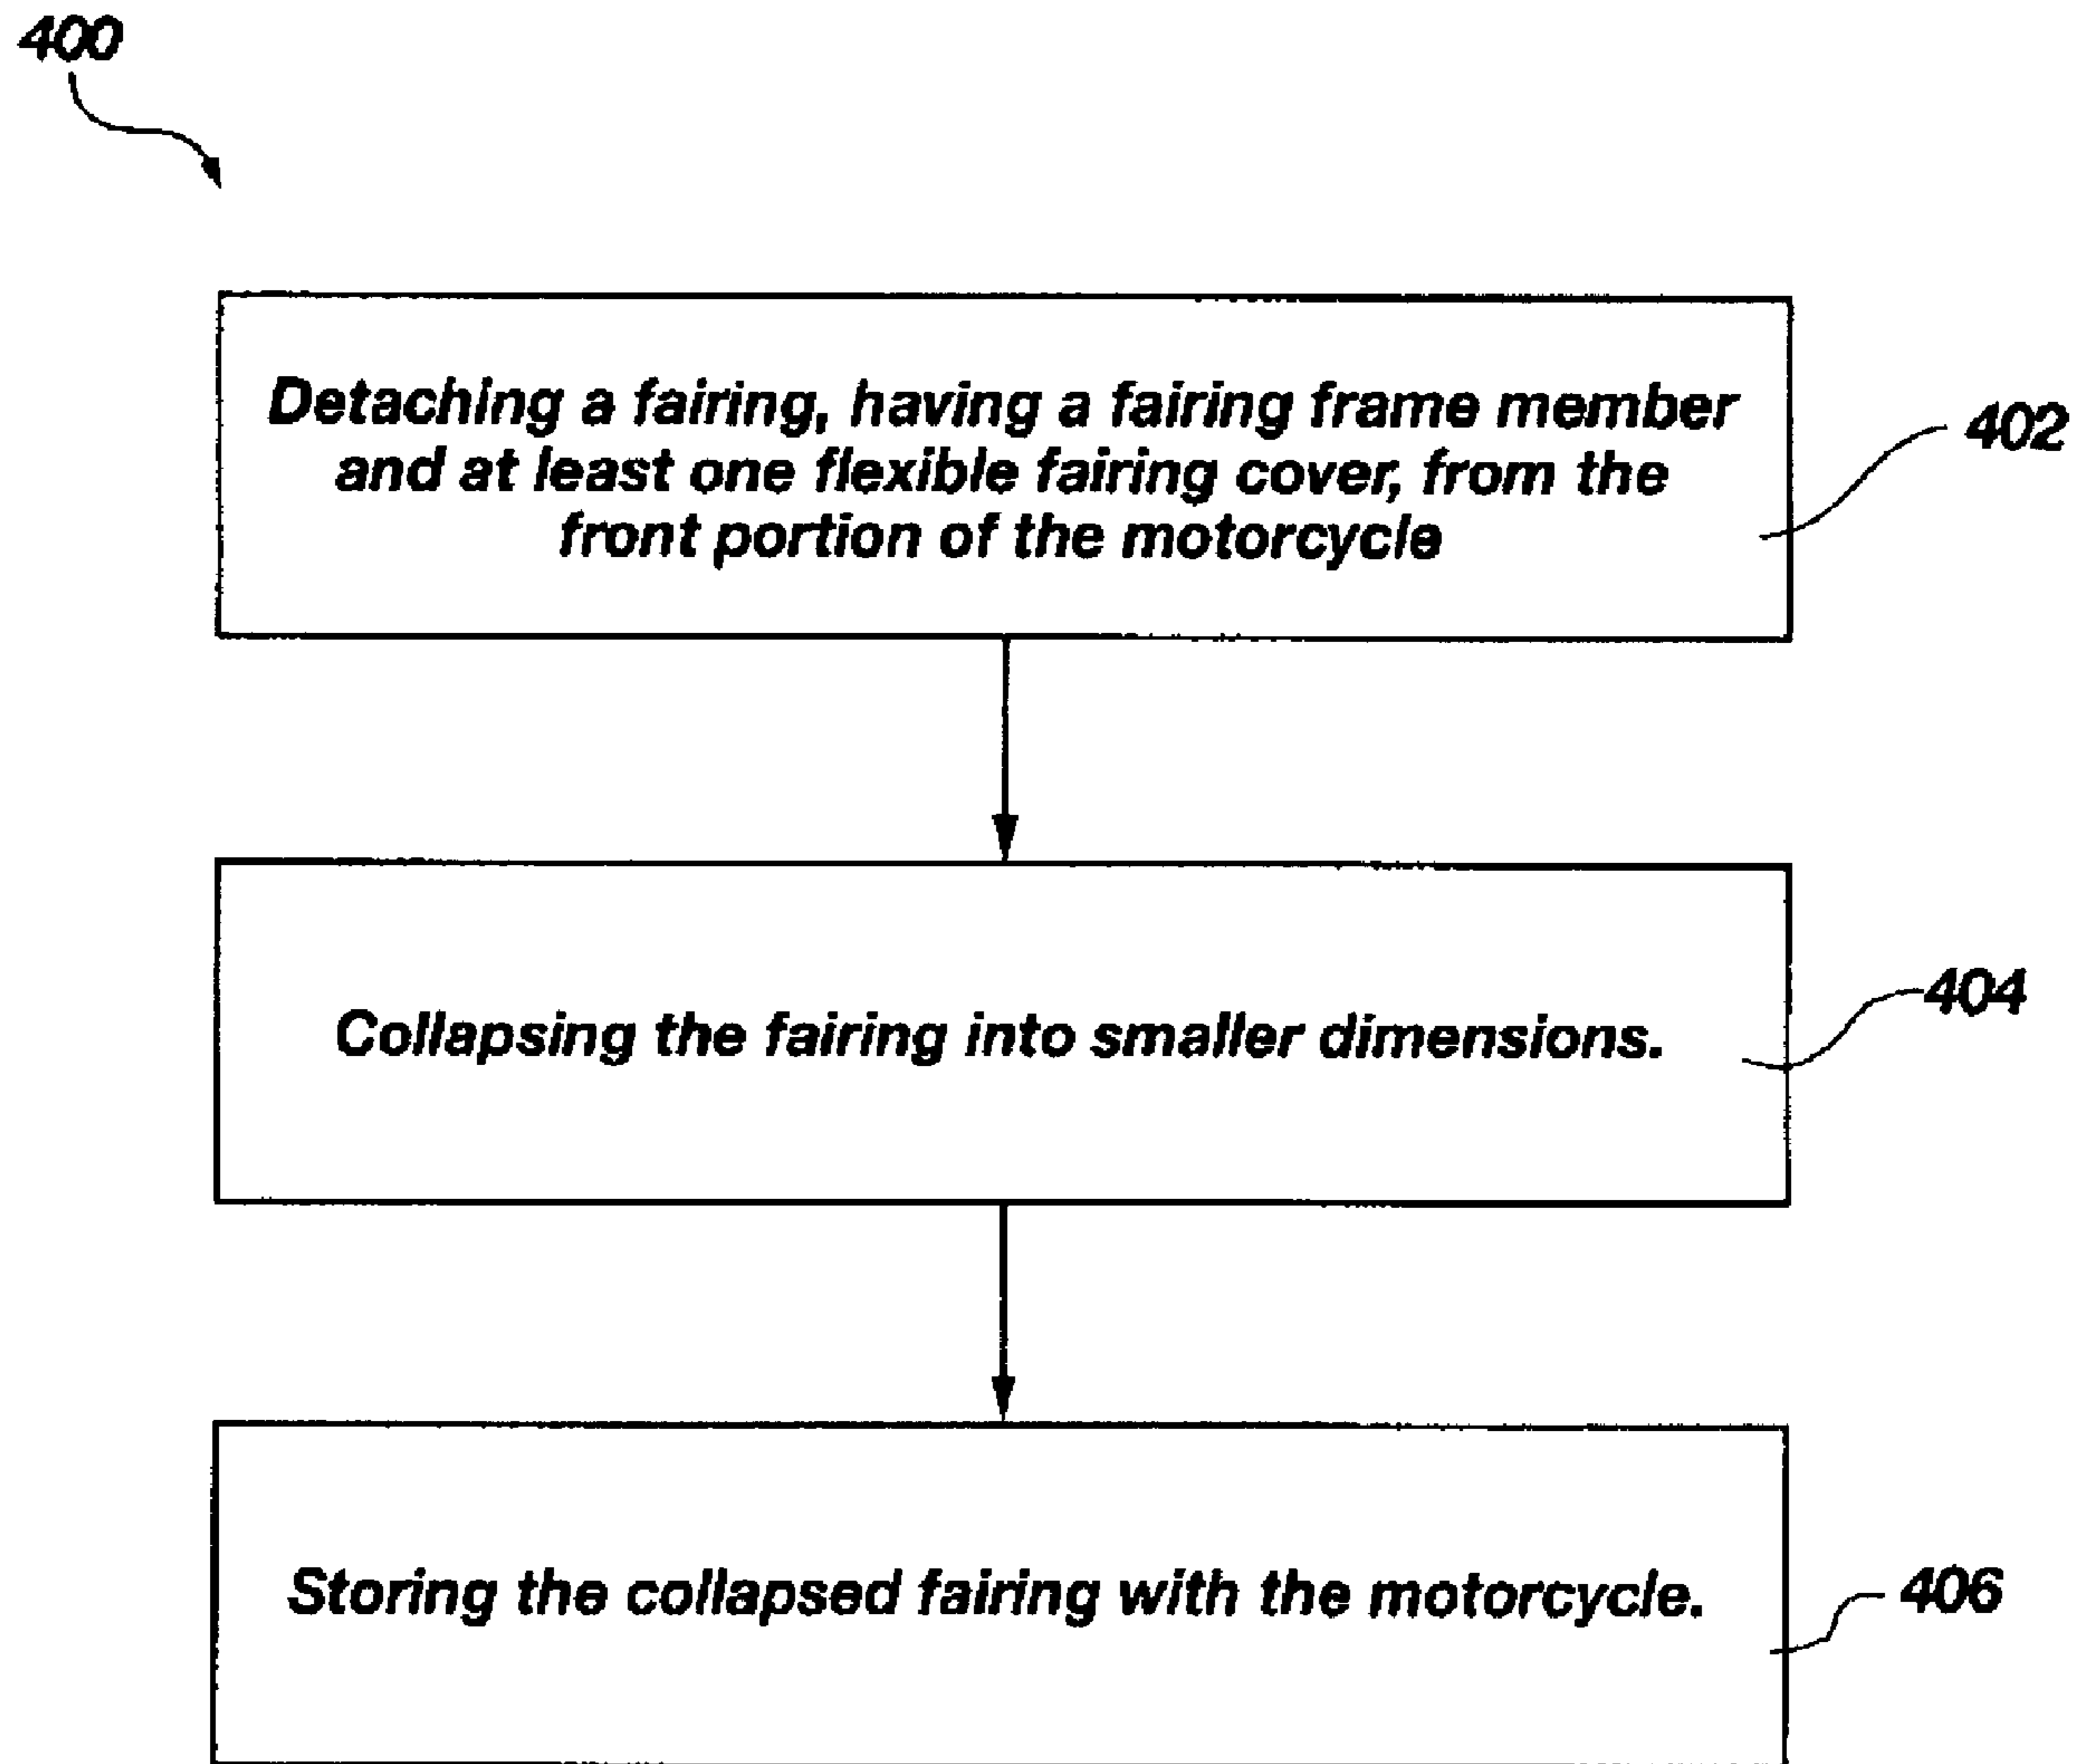 400
Detaching a fairing, having a fairing frame member
and at least one flexible fairing cover, from the
front portion of the motorcycle
402
Collapsing the fairing into smaller dimensions.
404
Storing the collapsed fairing with the motorcycle.
406